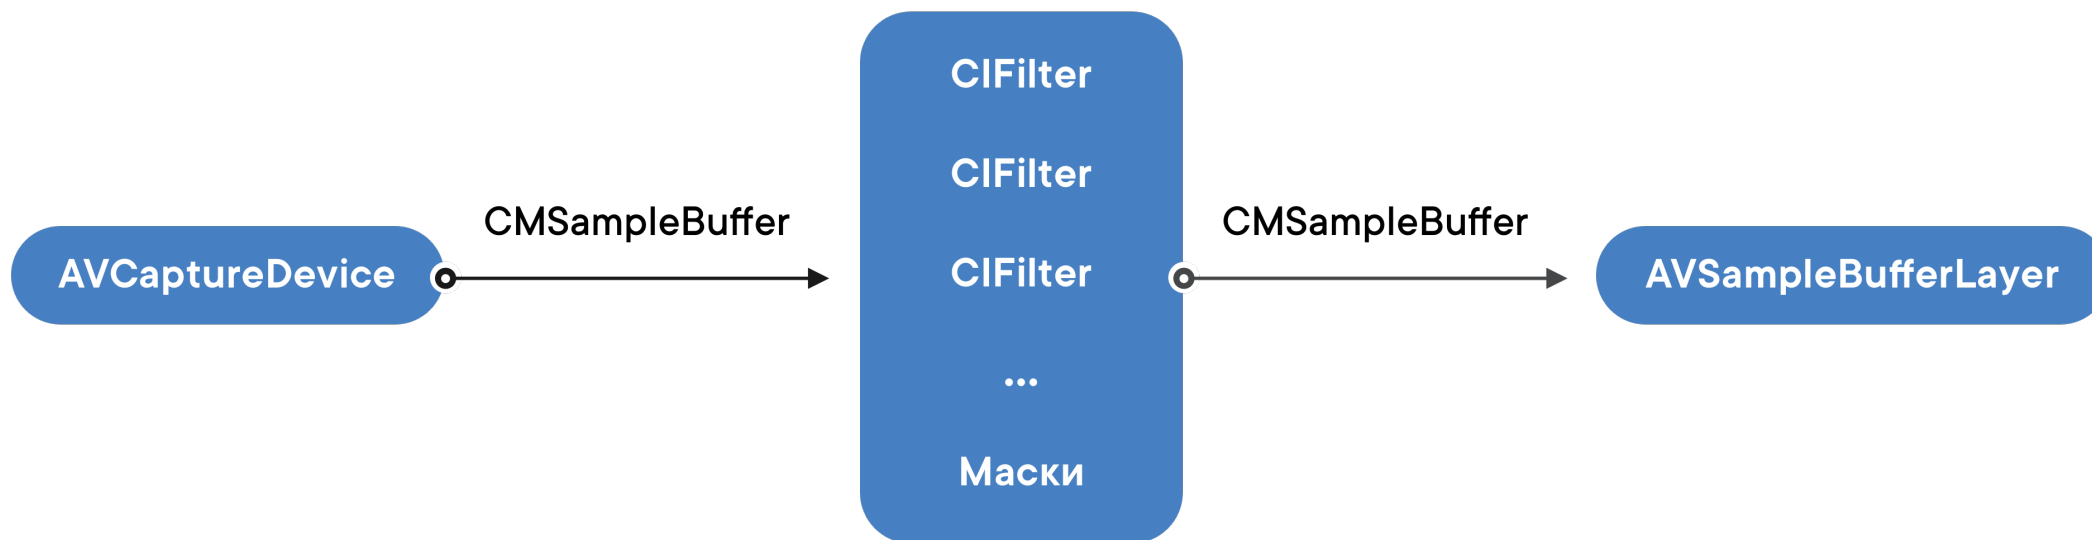 AVCaptureDevice
CMSampleBuffer
CIFilter
CIFilter
CIFilter
...
Маски
CMSampleBuffer
AVSampleBufferLayer